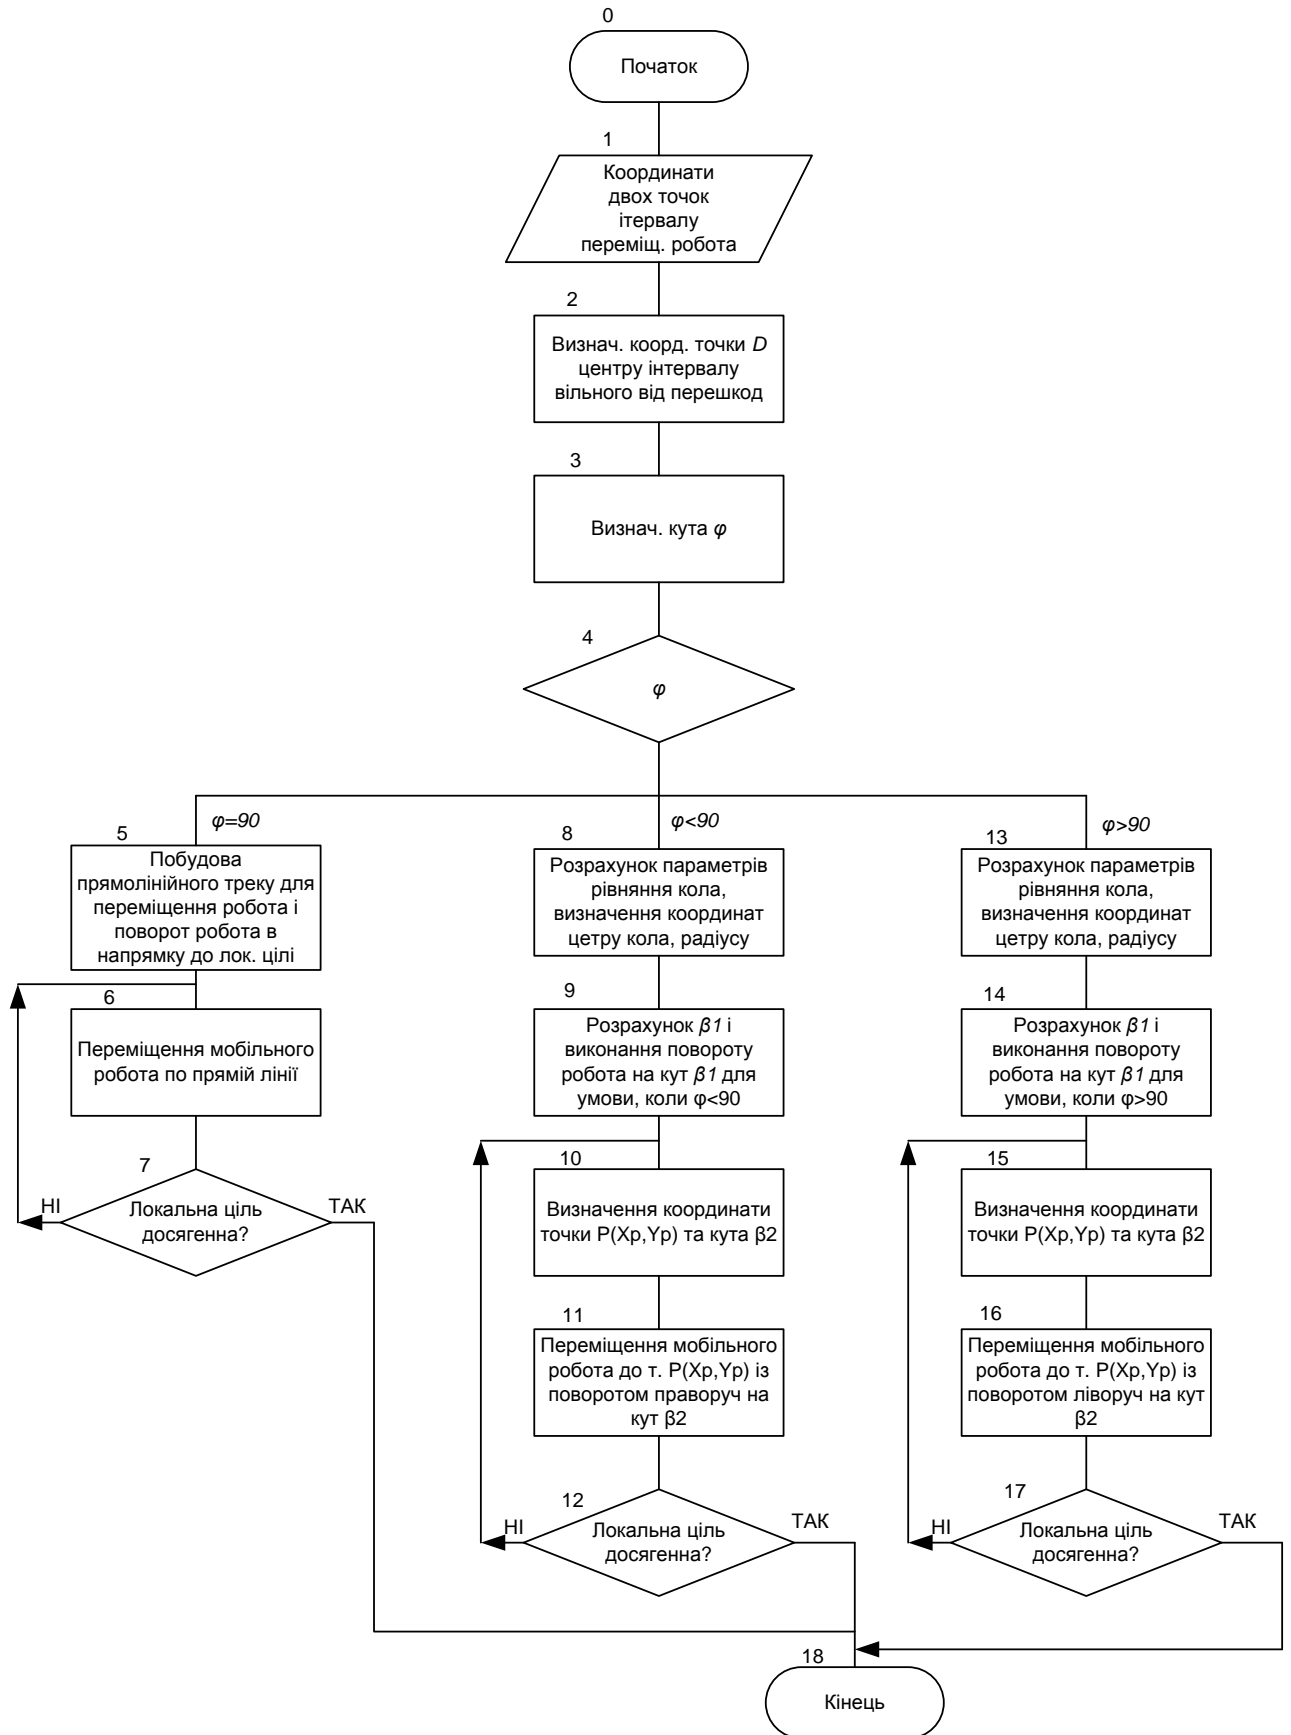 0
Початок
1
Координати
двох точок
ітервалу
переміщ. робота
2
Визнач. коорд. точки D
центру інтервалу
вільного від перешкод
3
Визнач. кута φ
4
φ
φ=90
φ<90
φ>90
5
Побудова
прямолінійного треку для
переміщення робота і
поворот робота в
напрямку до лок. цілі
6
Переміщення мобільного
робота по прямій лінії
7
Локальна ціль
досягенна?
НІ
ТАК
8
Розрахунок параметрів
рівняння кола,
визначення координат
цетру кола, радіусу
9
Розрахунок β1 і
виконання повороту
робота на кут β1 для
умови, коли φ<90
10
Визначення координати
точки P(Xp,Yp) та кута β2
11
Переміщення мобільного
робота до т. P(Xp,Yp) із
поворотом праворуч на
кут β2
12
Локальна ціль
досягенна?
НІ
ТАК
13
Розрахунок параметрів
рівняння кола,
визначення координат
цетру кола, радіусу
14
Розрахунок β1 і
виконання повороту
робота на кут β1 для
умови, коли φ>90
15
Визначення координати
точки P(Xp,Yp) та кута β2
16
Переміщення мобільного
робота до т. P(Xp,Yp) із
поворотом ліворуч на кут
β2
17
Локальна ціль
досягенна?
НІ
ТАК
18
Кінець